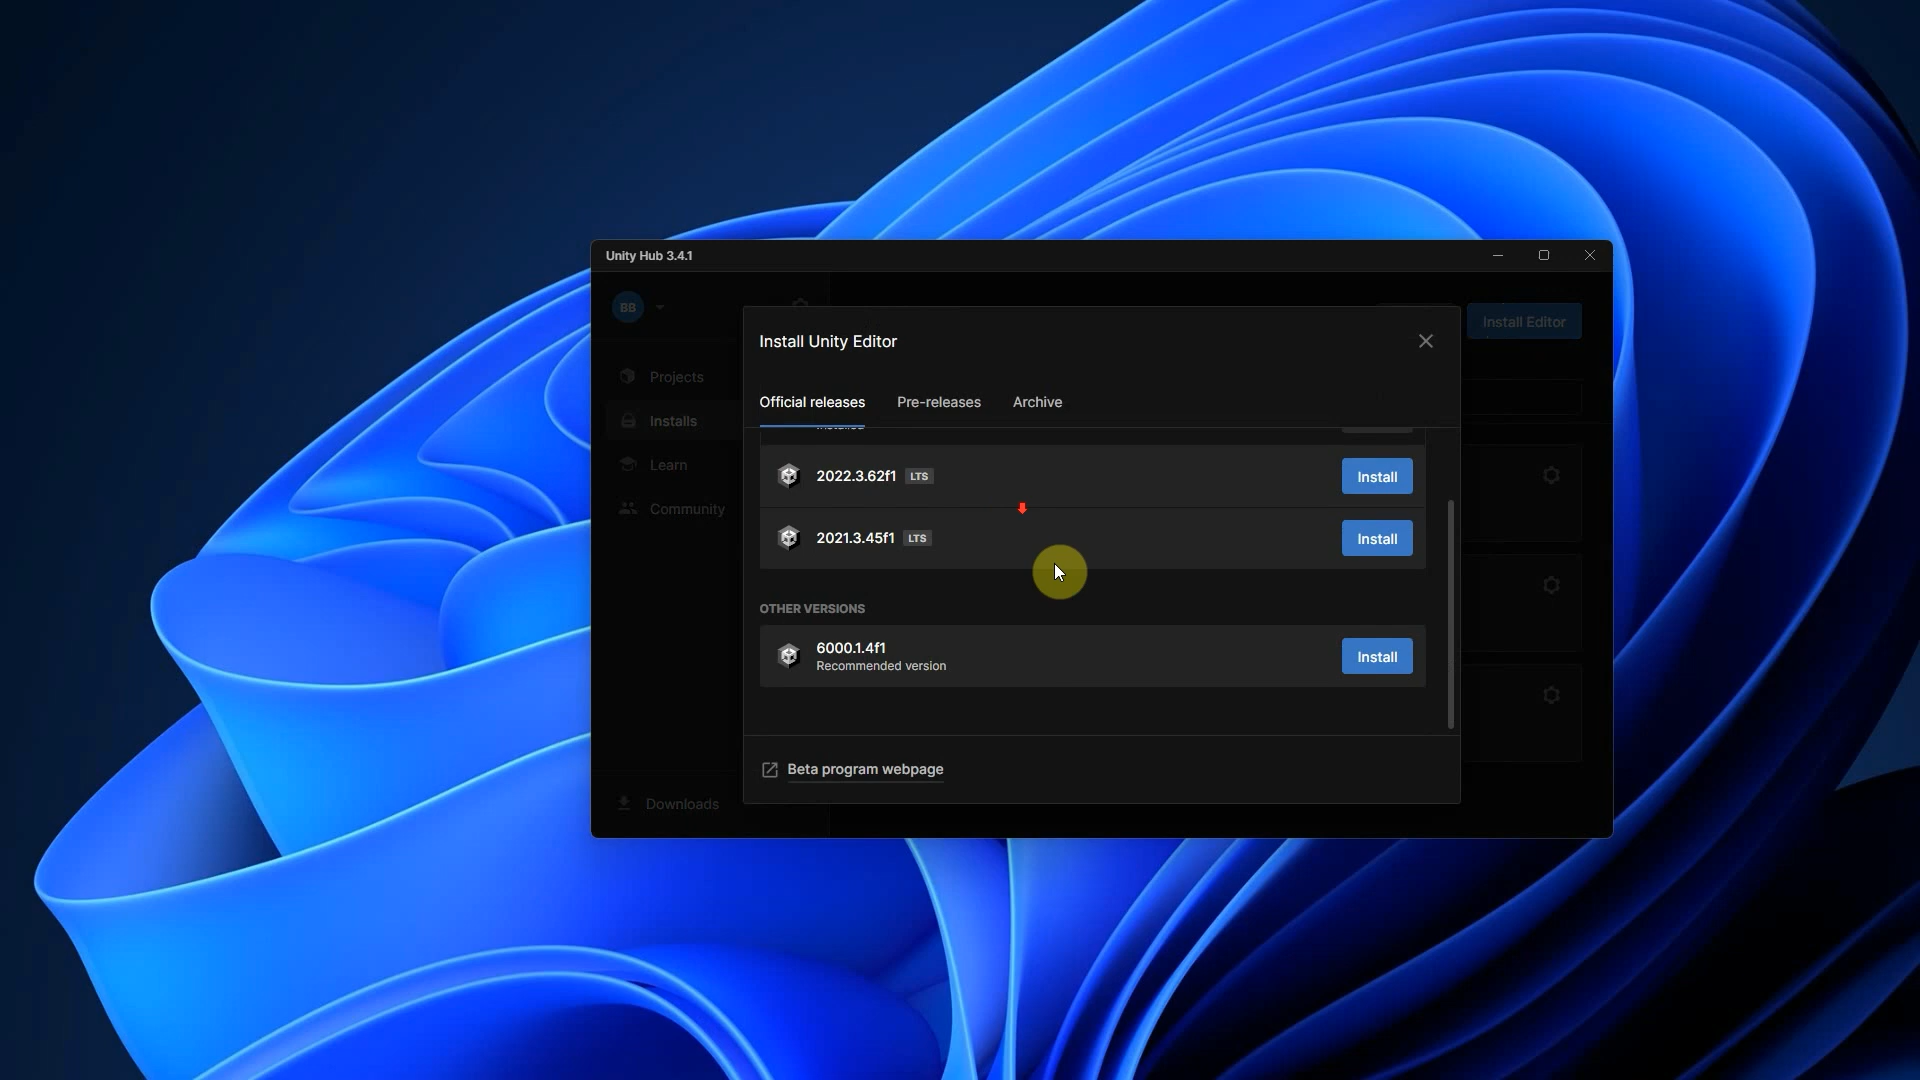 Unity Hub 3.4.1
BB
Install Editor
Install Unity Editor
Projects
Official releases
Pre-releases
Archive
Installs
2022.3.62f1 LTS
Install
Learn
Community
2021.3.45f1 LTS
Install
OTHER VERSIONS
6000.1.4f1
Recommended version
Install
Beta program webpage
Downloads